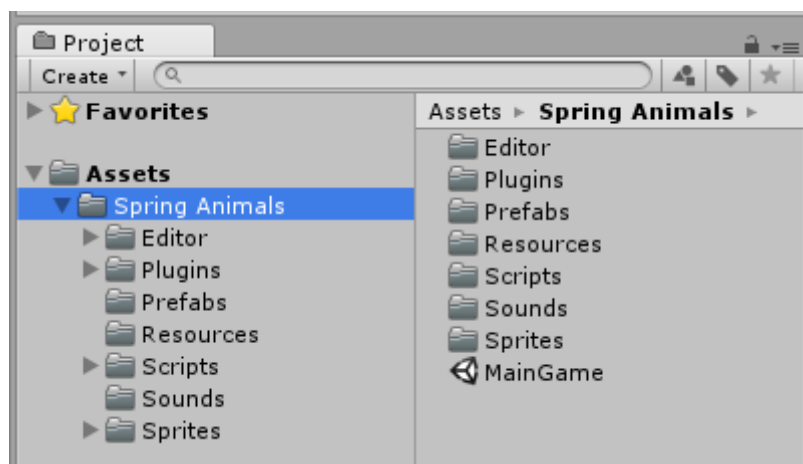 Project
Create
Favorites
Assets
Spring Animals
Editor
Plugins
Prefabs
Resources
Scripts
Sounds
Sprites
Assets Spring Animals
Editor
Plugins
Prefabs
Resources
Scripts
Sounds
Sprites
MainGame